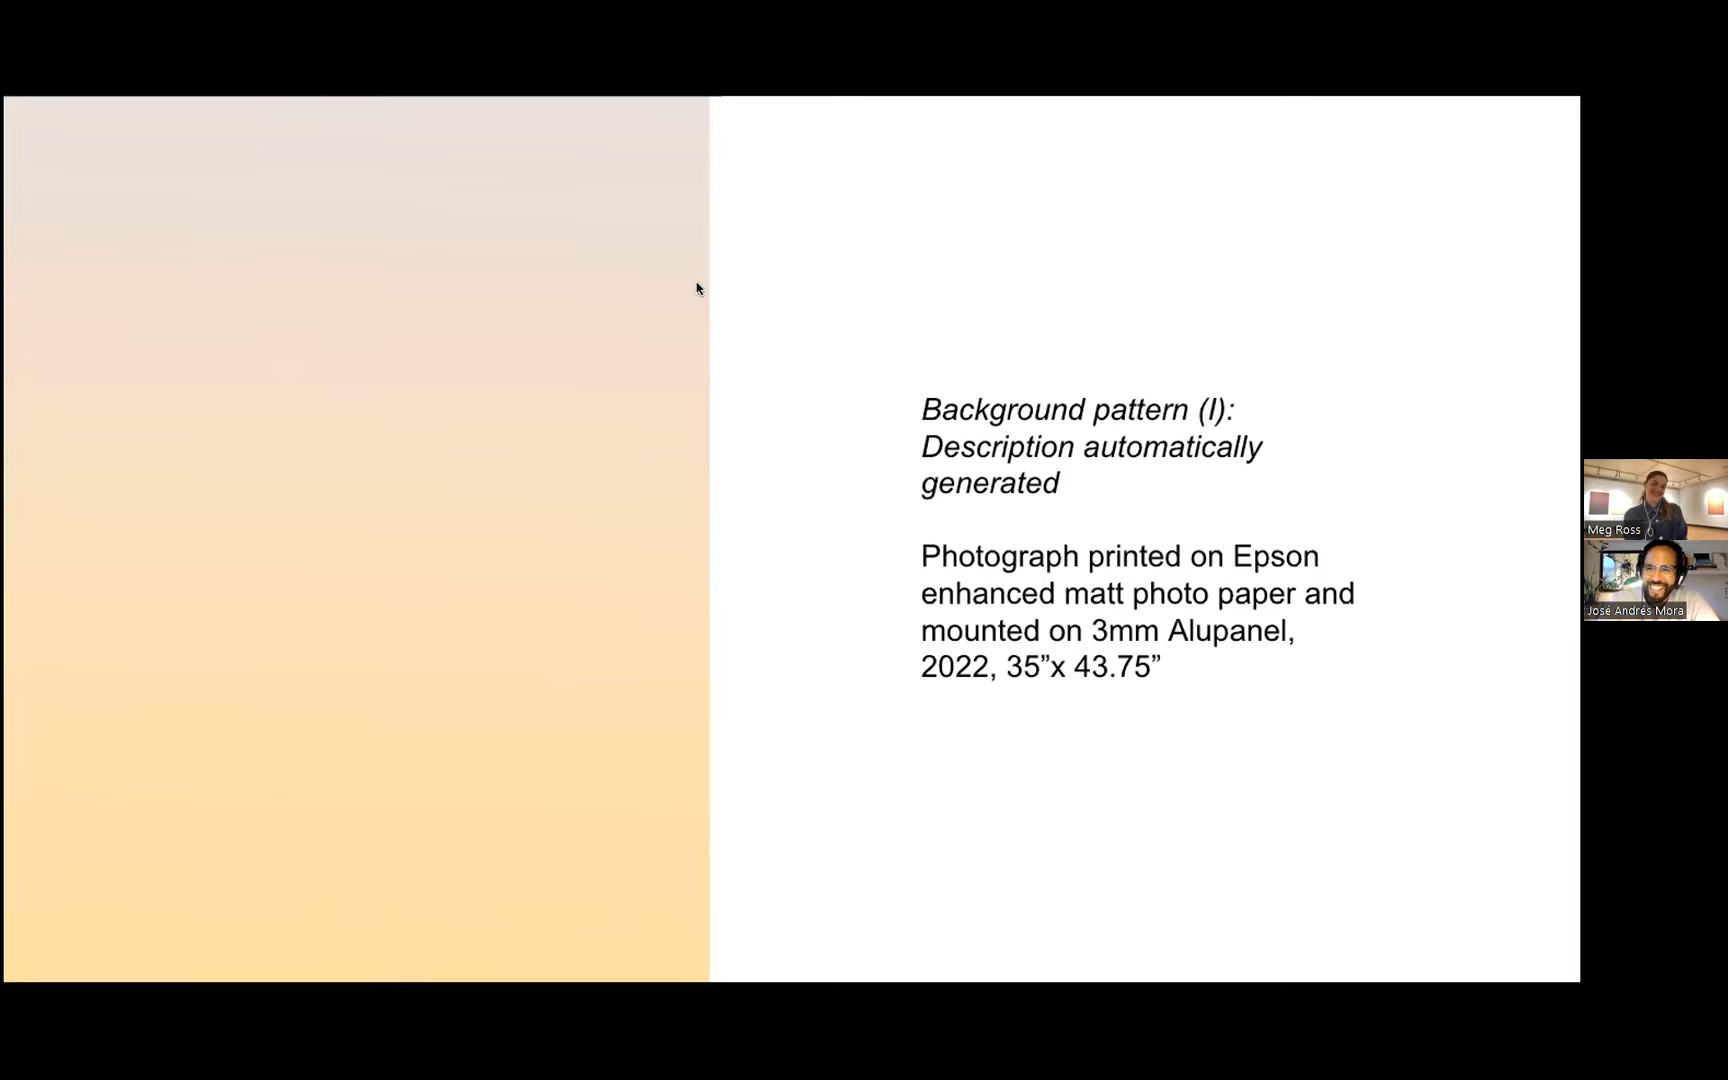 Background pattern (I):
Description automatically
generated
Photograph printed on Epson
enhanced matt photo paper and
mounted on 3mm Alupanel,
2022, 35”x 43.75”
Meg Ross
José Andrés Mora